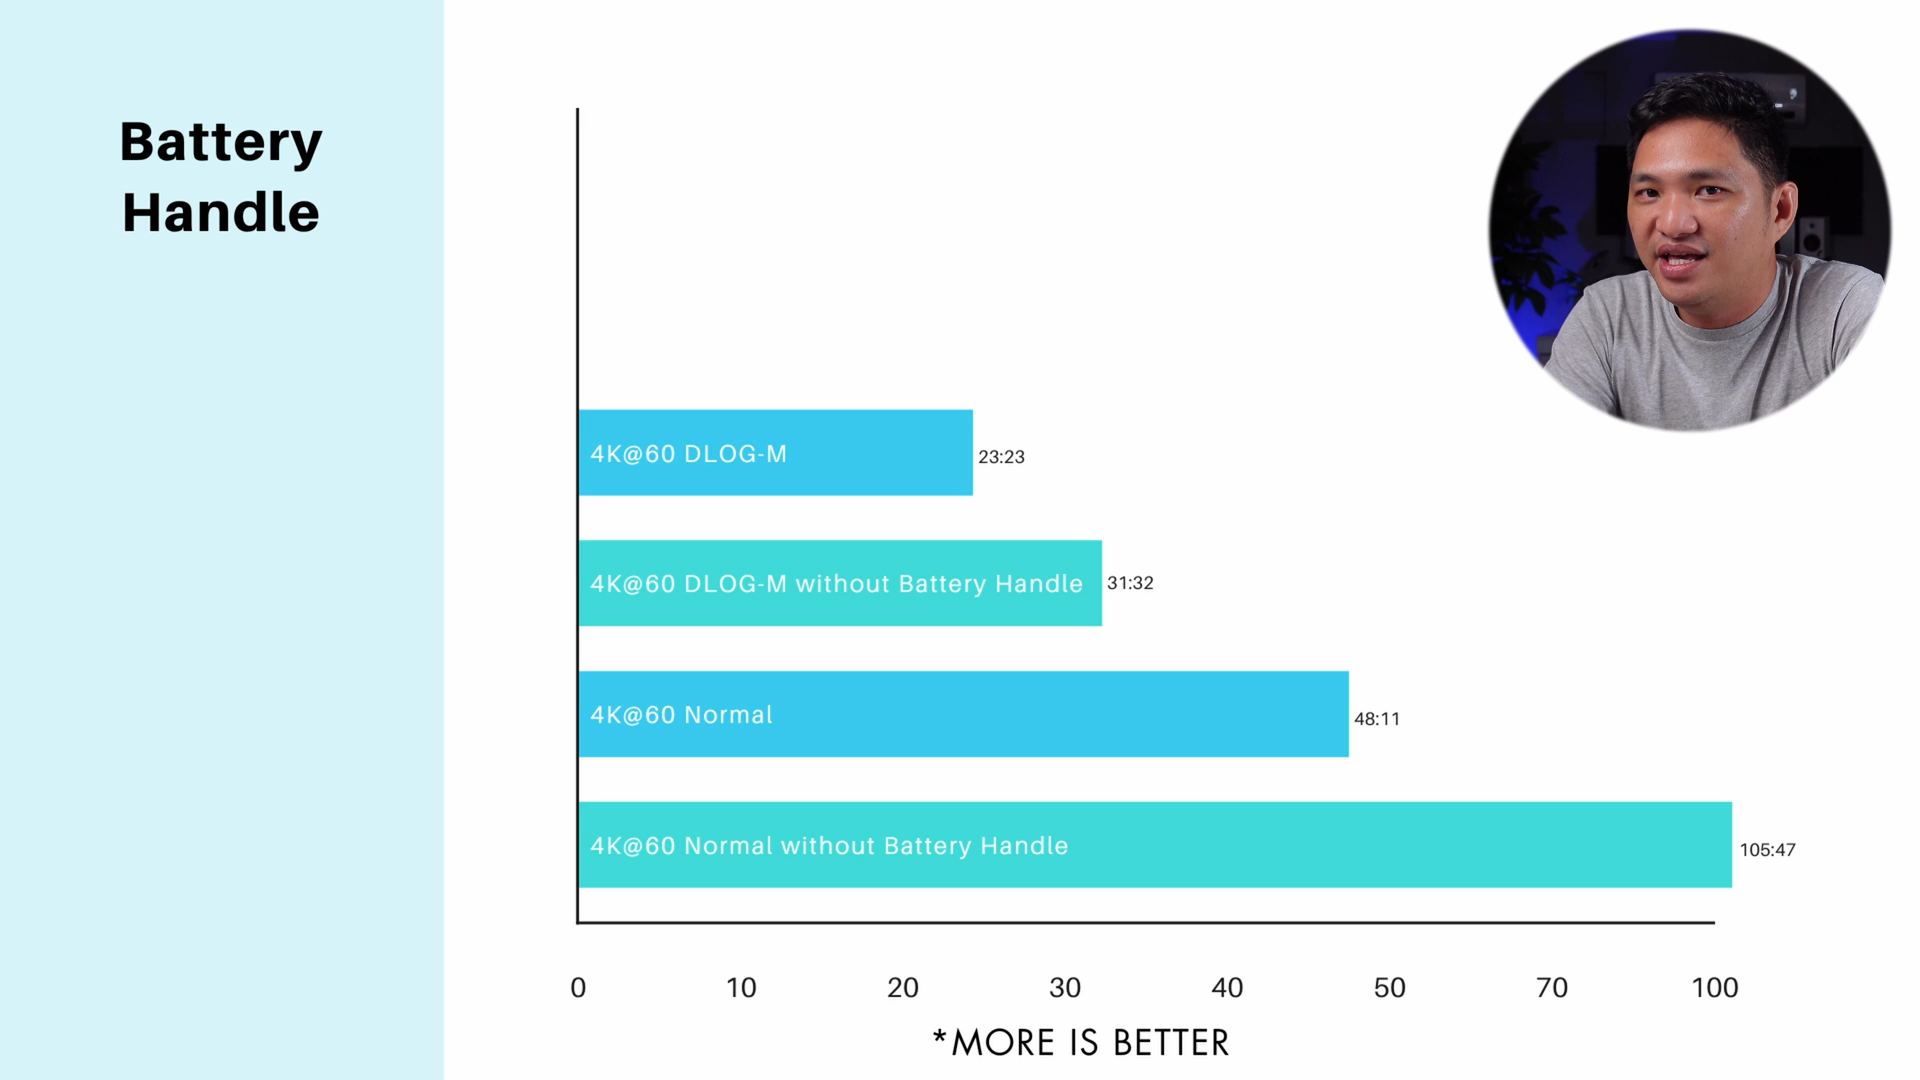 Battery
Handle
4K@60 DLOG-M
23:23
4K@60 DLOG-M without Battery Handle
31:32
4K@60 Normal
48:11
4K@60 Normal without Battery Handle
105:47
0 10 20 30 40 50 70 100
*MORE IS BETTER